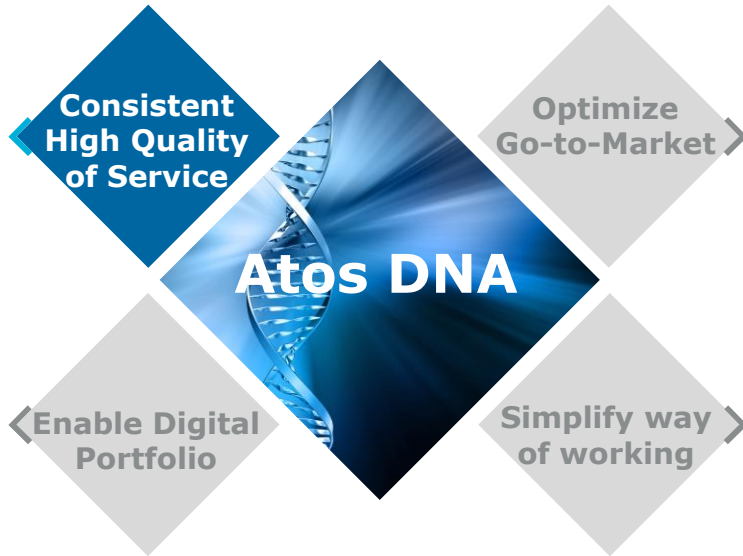 Consistent
High Quality
of Service
Optimize
Go-to-Market
Atos DNA
Enable Digital
Portfolio
Simplify way
of working